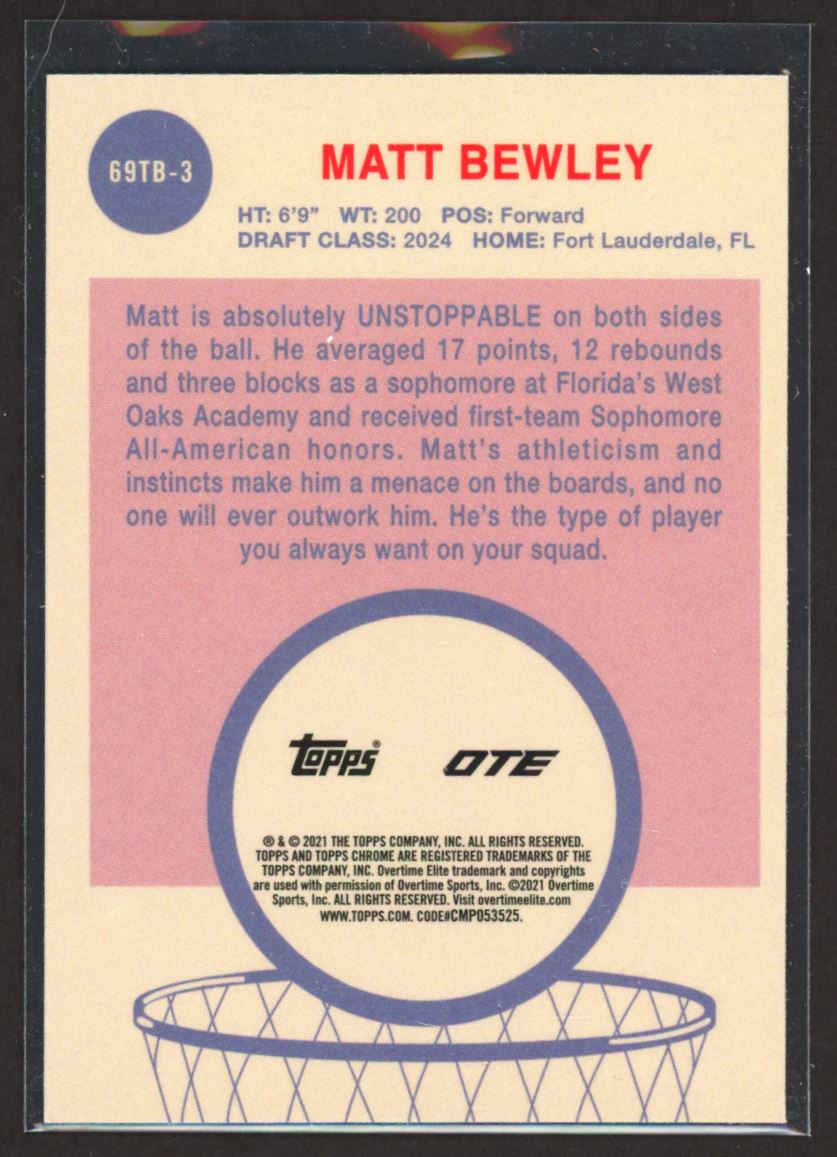 69TB-3
MATT BEWLEY
HT: 6'9” WT: 200 POS: Forward
DRAFT CLASS: 2024 HOME: Fort Lauderdale, FL
Matt is absolutely UNSTOPPABLE on both sides
of the ball. He averaged 17 points, 12 rebounds
and three blocks as a sophomore at Florida's West
Oaks Academy and received first-team Sophomore
All-American honors. Matt's athleticism and
instincts make him a menace on the boards, and no
one will ever outwork him. He's the type of player
you always want on your squad.
Topps® OTE
® & © 2021 THE TOPPS COMPANY, INC. ALL RIGHTS RESERVED.
TOPPS AND TOPPS CHROME ARE REGISTERED TRADEMARKS OF THE
TOPPS COMPANY, INC. Overtime Elite trademark and copyrights
are used with permission of Overtime Sports, Inc. ©2021 Overtime
Sports, Inc. ALL RIGHTS RESERVED. Visit overtimeelite.com
WWW.TOPPS.COM. CODE#CMP053525.